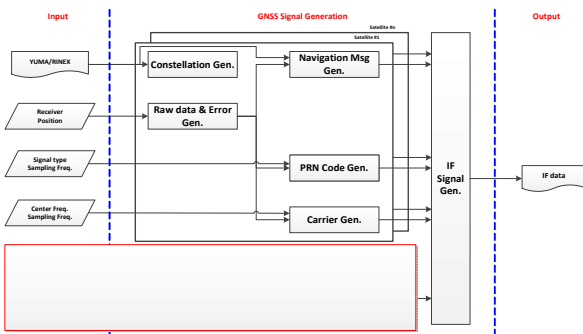 Input
GNSS Signal Generation
Output
Satellite #n
Satellite #1
YUMA/RINEX
Constellation Gen.
Navigation Msg
Gen.
Receiver
Position
Raw data & Error
Gen.
Signal type
Sampling Freq.
PRN Code Gen.
IF
Signal
Gen.
IF data
Center Freq.
Sampling Freq.
Carrier Gen.